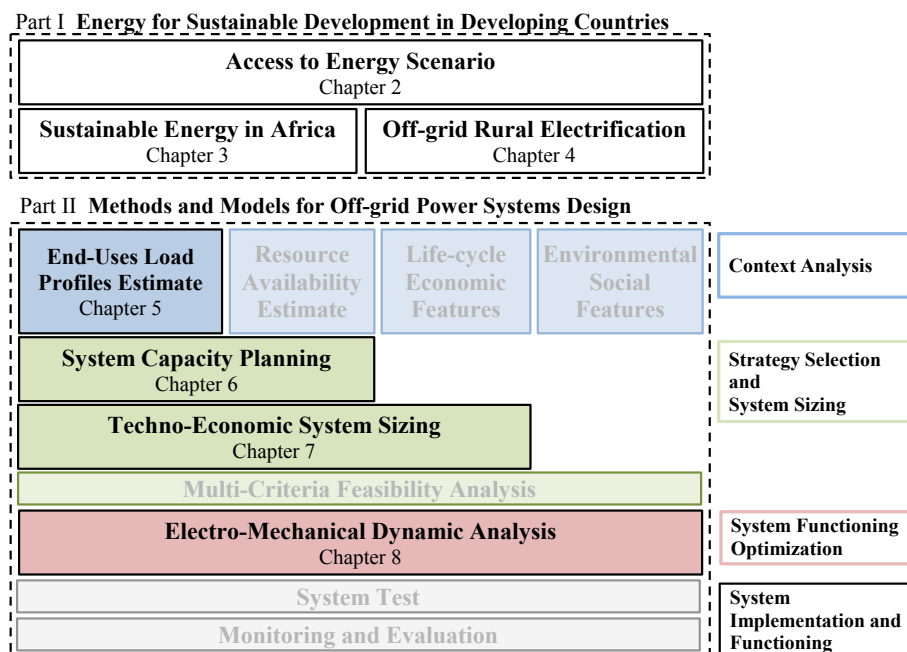 Part I Energy for Sustainable Development in Developing Countries
Access to Energy Scenario
Chapter 2
Sustainable Energy in Africa
Chapter 3
Off-grid Rural Electrification
Chapter 4
Part II Methods and Models for Off-grid Power Systems Design
End-Uses Load
Profiles Estimate
Chapter 5
Resource
Availability
Estimate
Life-cycle
Economic
Features
Environmental
Social
Features
Context Analysis
System Capacity Planning
Chapter 6
Strategy Selection
and
System Sizing
Techno-Economic System Sizing
Chapter 7
Multi-Criteria Feasibility Analysis
Electro-Mechanical Dynamic Analysis
Chapter 8
System Functioning
Optimization
System Test
Monitoring and Evaluation
System
Implementation and
Functioning